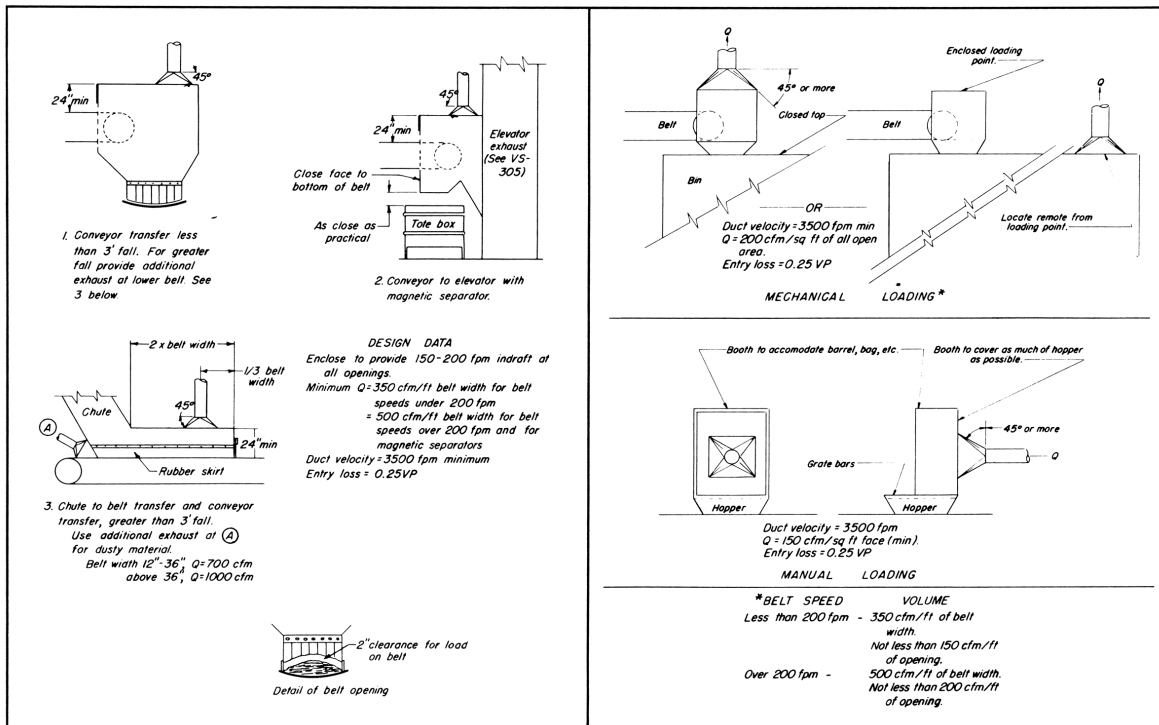 45°
24" min
1. Conveyor transfer less
than 3' fall. For greater
fall provide additional
exhaust at lower belt. See
3 below
45°
24" min
Elevator
exhaust
(See VS-
305)
Close face to
bottom of belt
As close as
practical
Tote box
2. Conveyor to elevator with
magnetic separator.
2 x belt width
1/3 belt
width
45°
Chute
A
24" min
Rubber skirt
3. Chute to belt transfer and conveyor
transfer, greater than 3' fall.
Use additional exhaust at A
for dusty material.
Belt width 12"-36", Q=700 cfm
above 36", Q=1000 cfm
DESIGN DATA
Enclose to provide 150-200 fpm indraft at
all openings.
Minimum Q=350 cfm/ft belt width for belt
speeds under 200 fpm
= 500 cfm/ft belt width for belt
speeds over 200 fpm and for
magnetic separators
Duct velocity = 3500 fpm minimum
Entry loss = 0.25 VP
2" clearance for load
on belt
Detail of belt opening
Q
45° or more
Belt
Closed top
Bin
Enclosed loading
point.
Q
Belt
Locate remote from
loading point.
OR
Duct velocity = 3500 fpm min
Q = 200 cfm/sq ft of all open
area.
Entry loss = 0.25 VP
MECHANICAL LOADING*
Booth to accomodate barrel, bag, etc.
Booth to cover as much of hopper
as possible.
45° or more
Q
Grate bars
Hopper
Hopper
Duct velocity = 3500 fpm
Q = 150 cfm/sq ft face (min).
Entry loss = 0.25 VP
MANUAL LOADING
*BELT SPEED VOLUME
Less than 200 fpm - 350 cfm/ft of belt
width.
Not less than 150 cfm/ft
of opening.
Over 200 fpm - 500 cfm/ft of belt width.
Not less than 200 cfm/ft
of opening.